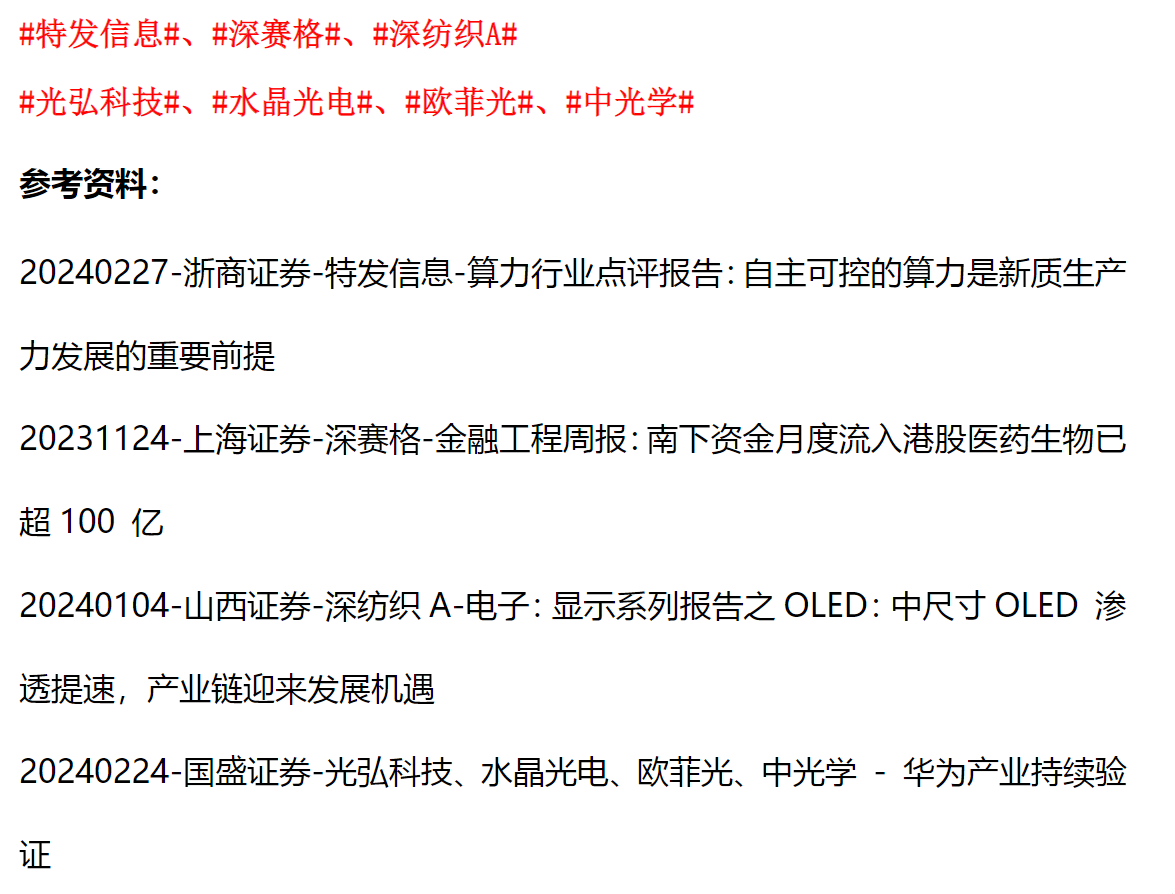 #特发信息#、#深赛格#、#深纺织A#
#光弘科技#、#水晶光电#、#欧菲光#、#中光学#
参考资料：
20240227-浙商证券-特发信息-算力行业点评报告：自主可控的算力是新质生产
力发展的重要前提
20231124-上海证券-深赛格-金融工程周报：南下资金月度流入港股医药生物已
超 100 亿
20240104-山西证券-深纺织 A-电子：显示系列报告之 OLED：中尺寸 OLED 渗
透提速，产业链迎来发展机遇
20240224-国盛证券-光弘科技、水晶光电、欧菲光、中光学 - 华为产业持续验
证